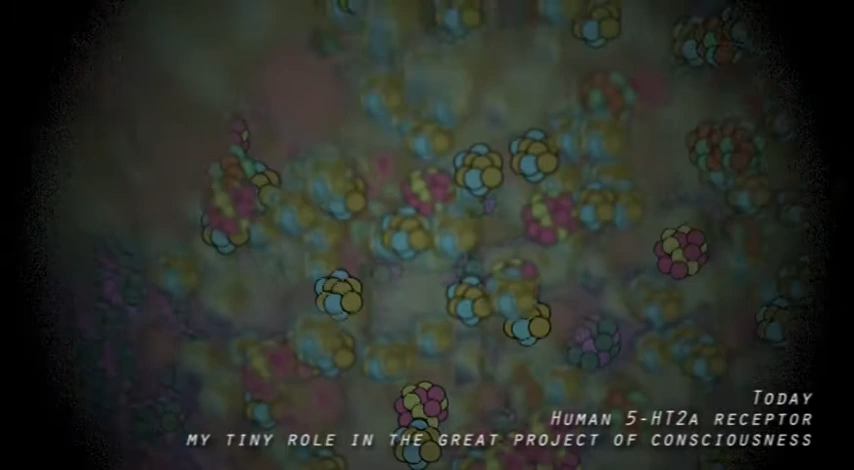 Today
Human 5-HT2a receptor
my tiny role in the great project of consciousness